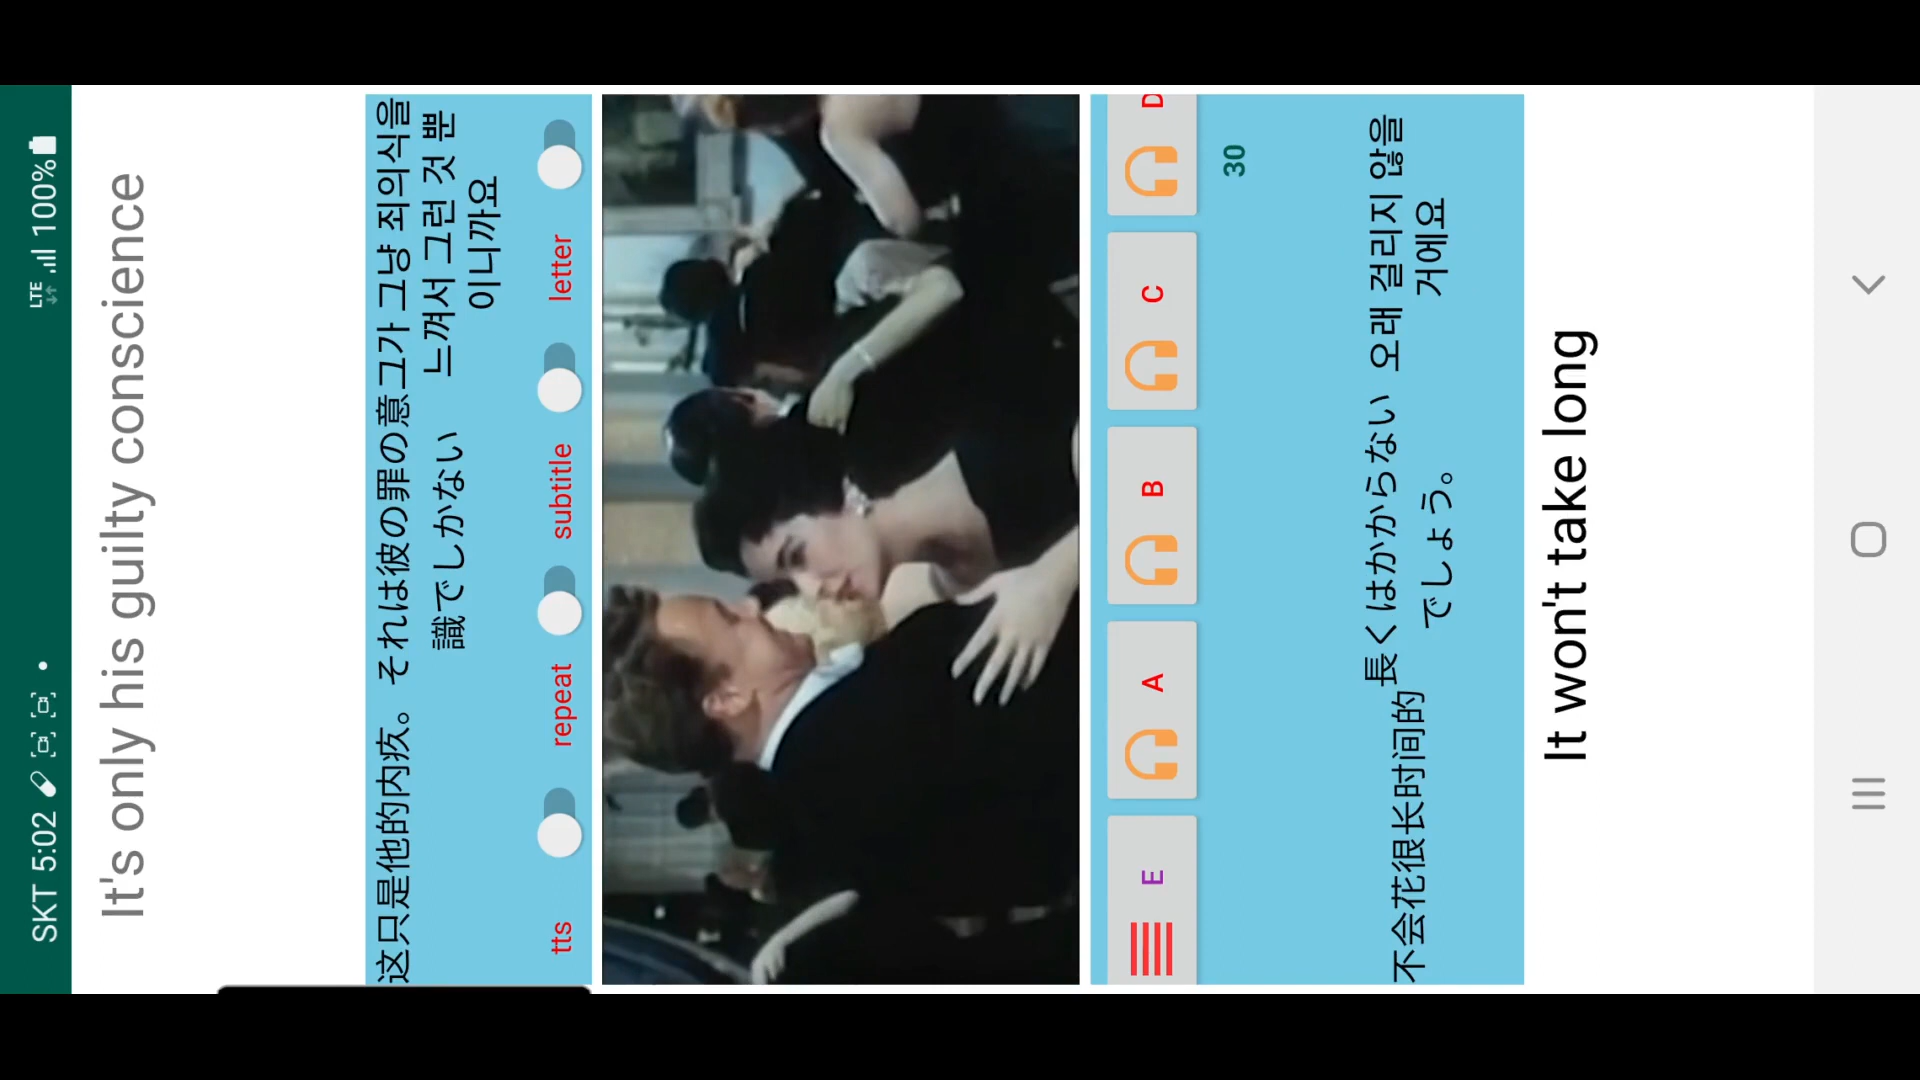 SKT 5:02
LTE
100%
It's only his guilty conscience
这只是他的内疚。
それは彼の罪の意
識でしかない
그가 그냥 죄의식을
느껴서 그런 것 뿐
이니까요
tts
repeat
subtitle
letter
E
A
B
C
D
30
不会花很长时间的
長くはかからない
でしょう。
오래 걸리지 않을
거에요
It won't take long